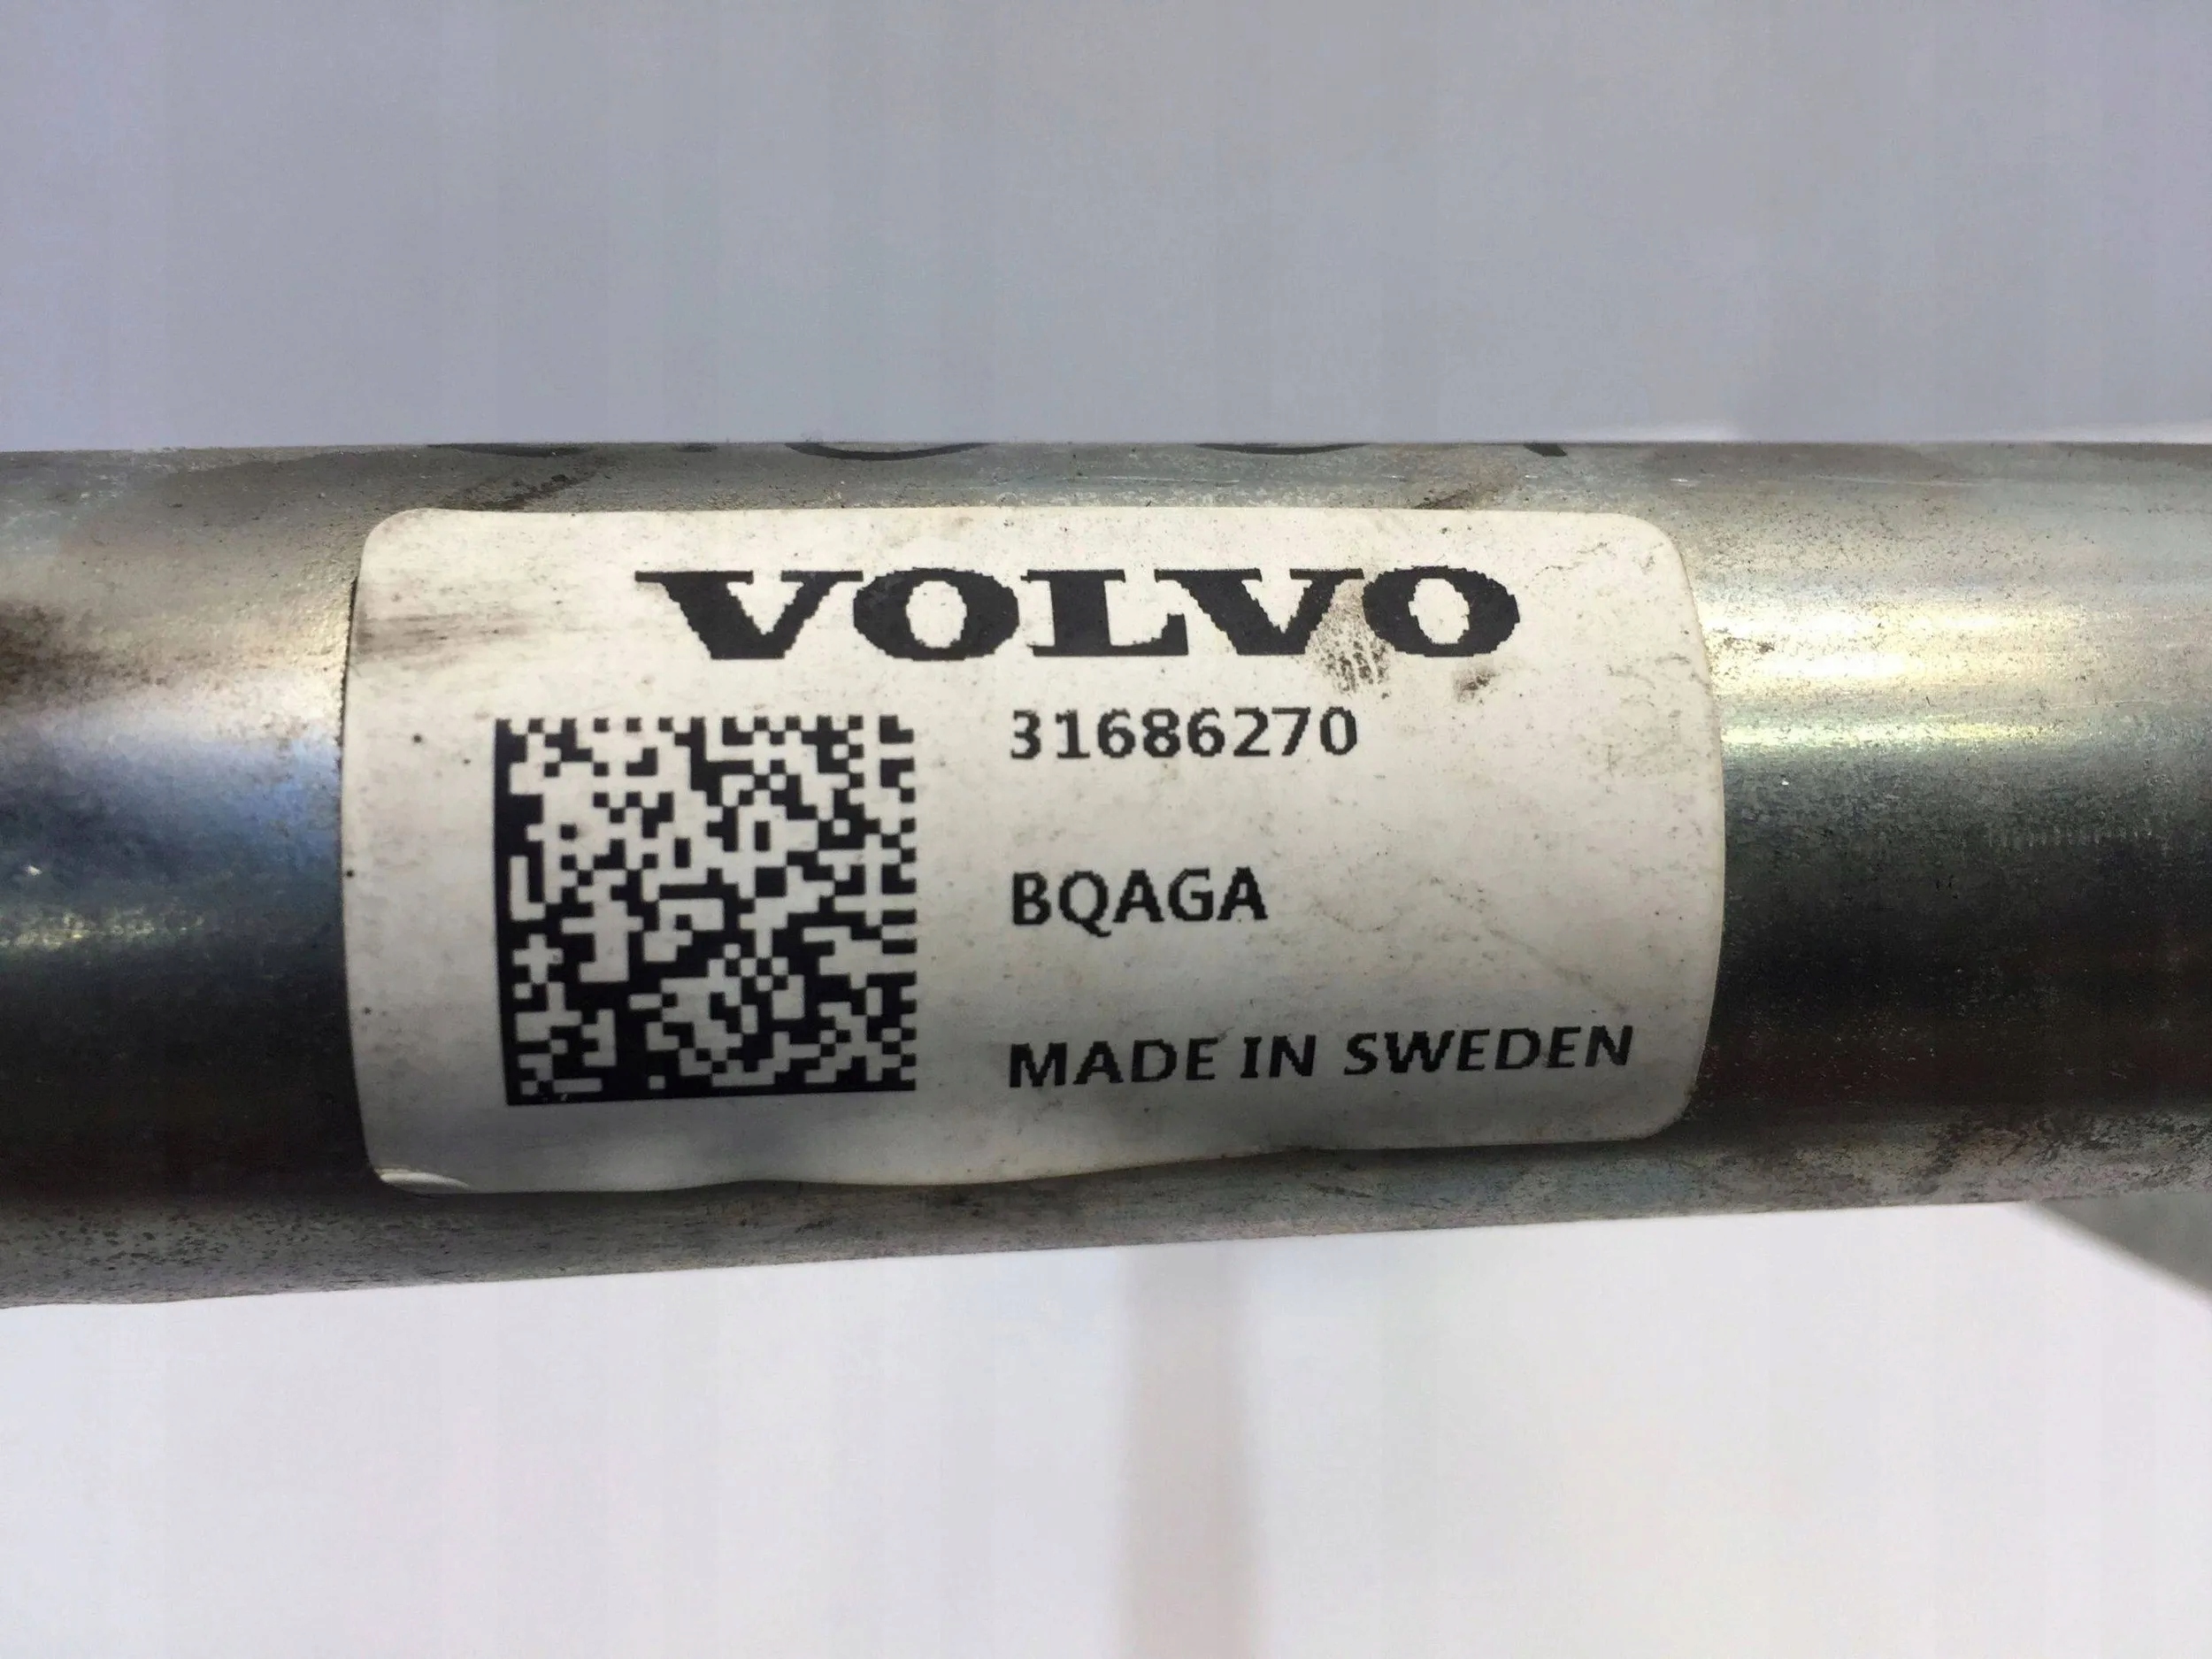 VOLVO
31686270
BQAGA
MADE IN SWEDEN